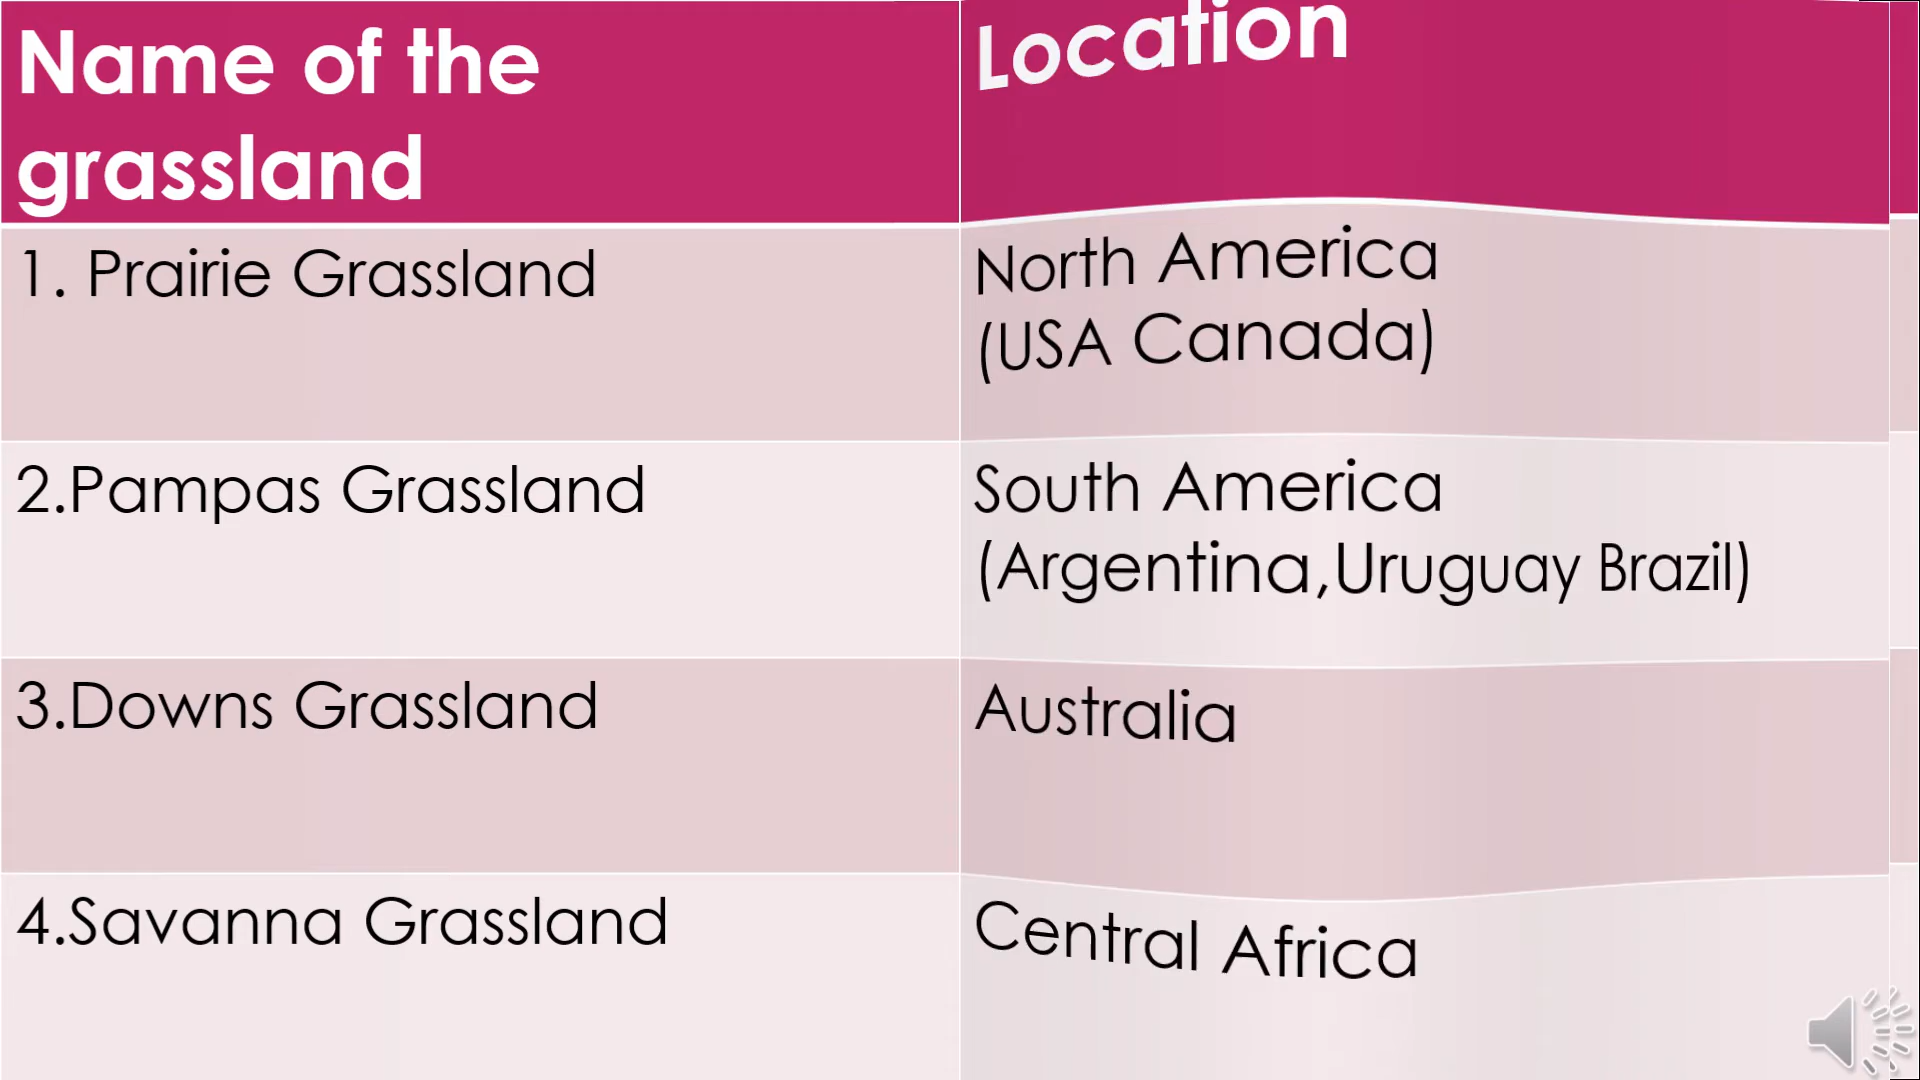 Name of the
grassland
Location
1. Prairie Grassland
North America
(USA Canada)
2.Pampas Grassland
South America
(Argentina,Uruguay Brazil)
3.Downs Grassland
Australia
4.Savanna Grassland
Central Africa